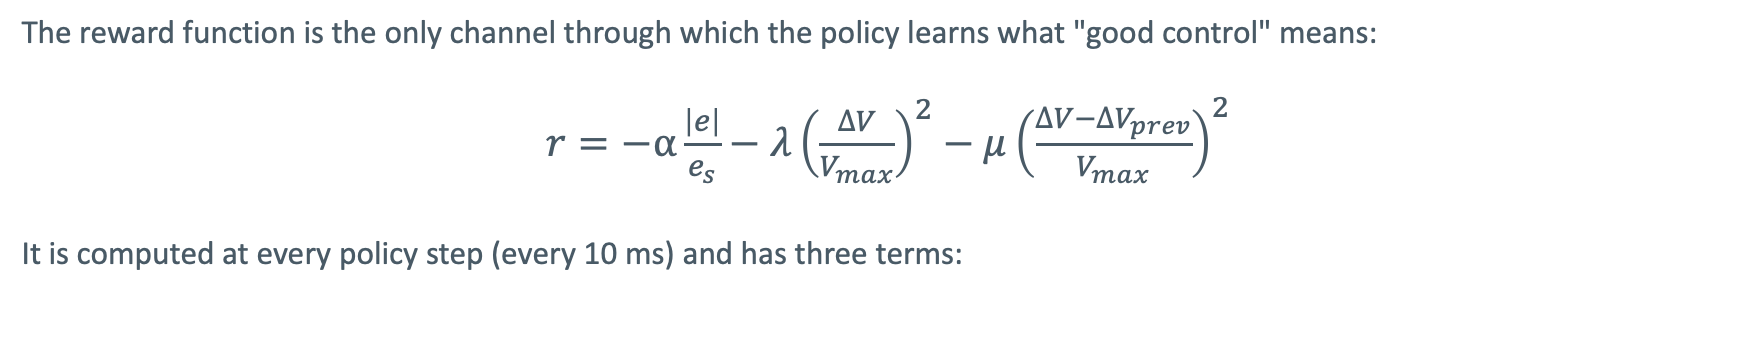 The reward function is the only channel through which the policy learns what "good control" means:
r = −α |e|/eₛ − λ (ΔV/V_max)² − μ ((ΔV−ΔV_prev)/V_max)²
It is computed at every policy step (every 10 ms) and has three terms: